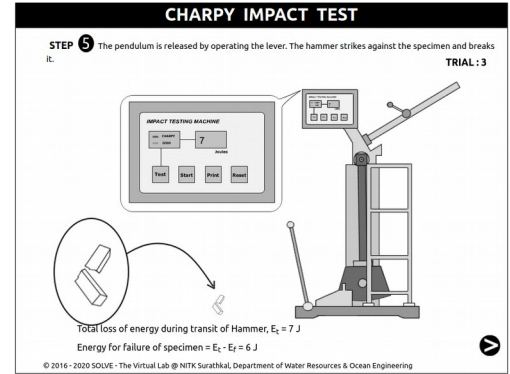 CHARPY IMPACT TEST
STEP 5 The pendulum is released by operating the lever. The hammer strikes against the specimen and breaks
it.
TRIAL : 3
IMPACT TESTING MACHINE
CHARPY
IZOD
7
Joules
Test Start Print Reset
Total loss of energy during transit of Hammer, Et = 7 J
Energy for failure of specimen = Et - Ef = 6 J
© 2016 - 2020 SOLVE - The Virtual Lab @ NITK Surathkal, Department of Water Resources & Ocean Engineering